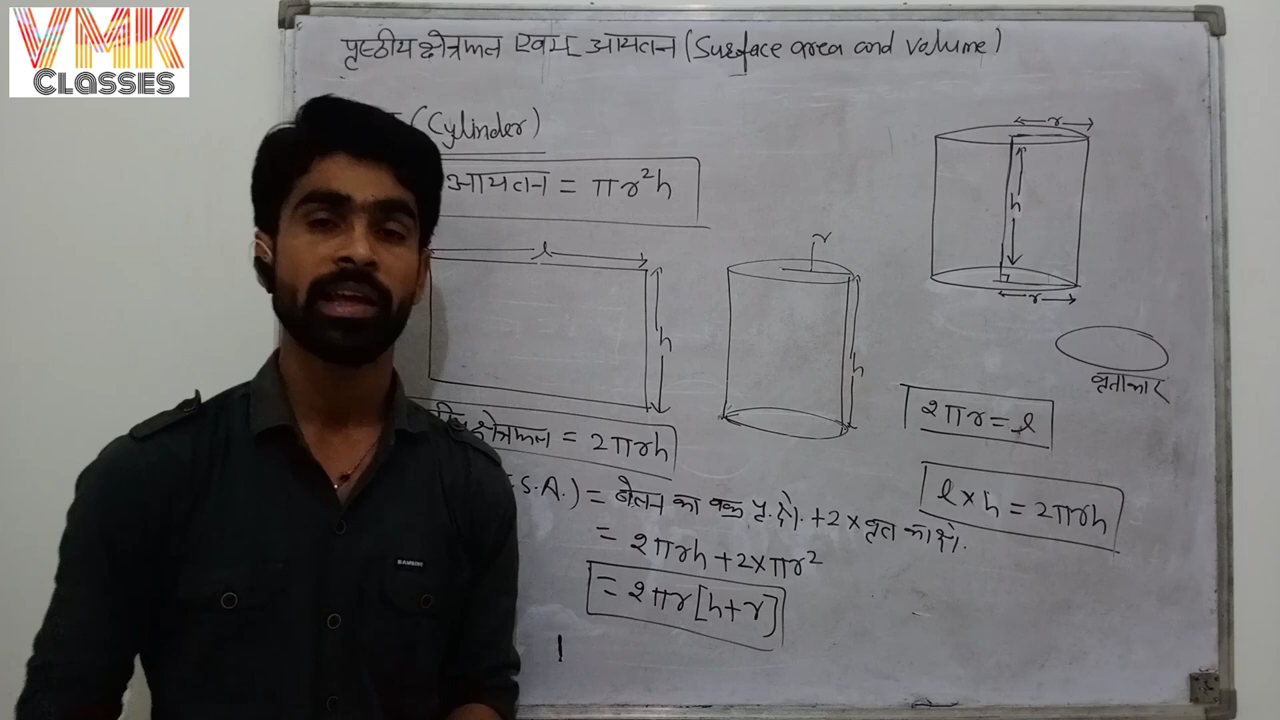 VMK
CLASSES
पृष्ठीय क्षेत्रफल एवम् आयतन (Surface area and volume)
(Cylinder)
आयतन = πr²h
l
h
r
h
r
h
r
वृताकार
क्षेत्रफल = 2πrh
2πr = l
S.A.) = बेलन का वक्र पृ. क्षे. + 2 × वृत का क्षे.
l × h = 2πrh
= 2πrh + 2×πr²
= 2πr[h+r]